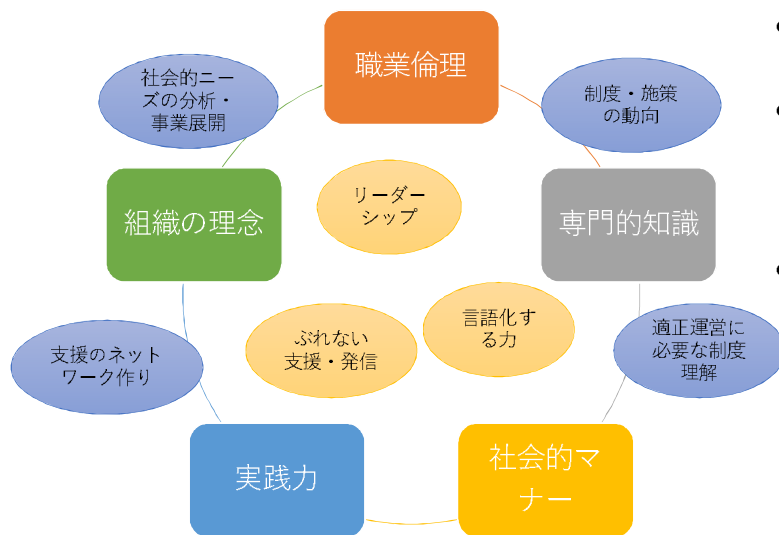 職業倫理
社会的ニー
ズの分析・
事業展開
制度・施策
の動向
リーダー
シップ
組織の理念
専門的知識
言語化す
る力
ぶれない
支援・発信
適正運営に
必要な制度
理解
支援のネット
ワーク作り
実践力
社会的マ
ナー